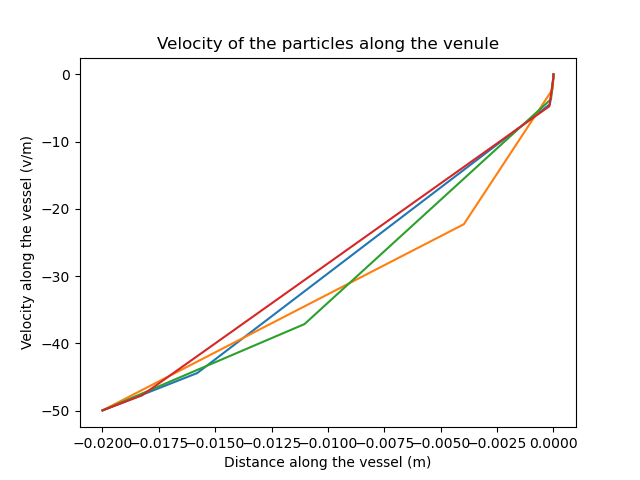 Velocity of the particles along the venule
Velocity along the vessel (v/m)
0
−10
−20
−30
−40
−50
−0.0200 −0.0175 −0.0150 −0.0125 −0.0100 −0.0075 −0.0050 −0.0025 0.0000
Distance along the vessel (m)